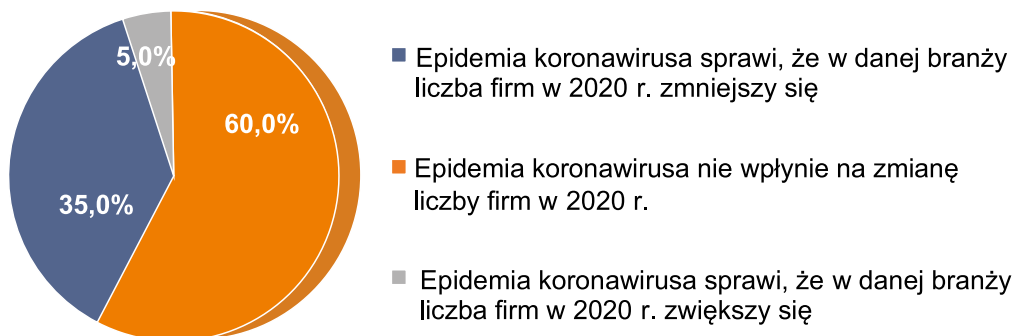 5,0%
60,0%
35,0%
Epidemia koronawirusa sprawi, że w danej branży
liczba firm w 2020 r. zmniejszy się
Epidemia koronawirusa nie wpłynie na zmianę
liczby firm w 2020 r.
Epidemia koronawirusa sprawi, że w danej branży
liczba firm w 2020 r. zwiększy się